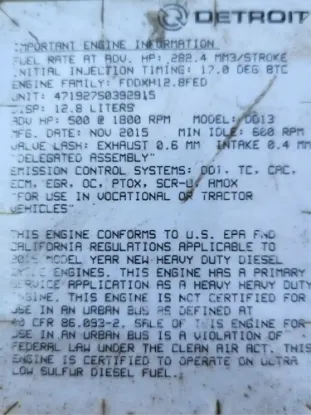 DETROIT
IMPORTANT ENGINE INFORMATION
FUEL RATE AT ADV. HP: 282.4 MM3/STROKE
INITIAL INJECTION TIMING: 17.0 DEG BTC
ENGINE FAMILY: FDDXH12.8FED
UNIT: 471927S0392915
DISP: 12.8 LITERS
ADV HP: 500 @ 1800 RPM MODEL: DD13
MFG. DATE: NOV 2015 MIN IDLE: 600 RPM
VALVE LASH: EXHAUST 0.6 MM INTAKE 0.4 MM
"DELEGATED ASSEMBLY"
EMISSION CONTROL SYSTEMS: DDI, TC, CAC,
ECM, EGR, OC, PTOX, SCR-U, AMOX
"FOR USE IN VOCATIONAL OR TRACTOR
VEHICLES"
THIS ENGINE CONFORMS TO U.S. EPA AND
CALIFORNIA REGULATIONS APPLICABLE TO
2015 MODEL YEAR NEW HEAVY DUTY DIESEL
CYCLE ENGINES. THIS ENGINE HAS A PRIMARY
SERVICE APPLICATION AS A HEAVY HEAVY DUTY
ENGINE. THIS ENGINE IS NOT CERTIFIED FOR
USE IN AN URBAN BUS AS DEFINED AT
40 CFR 86.093-2. SALE OF THIS ENGINE FOR
USE IN AN URBAN BUS IS A VIOLATION OF
FEDERAL LAW UNDER THE CLEAN AIR ACT. THIS
ENGINE IS CERTIFIED TO OPERATE ON ULTRA
LOW SULFUR DIESEL FUEL.